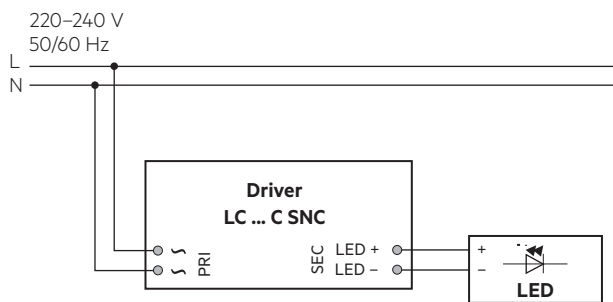 220–240 V
50/60 Hz
L
N
Driver
LC ... C SNC
~ PRI SEC LED + +
~ LED – –
LED